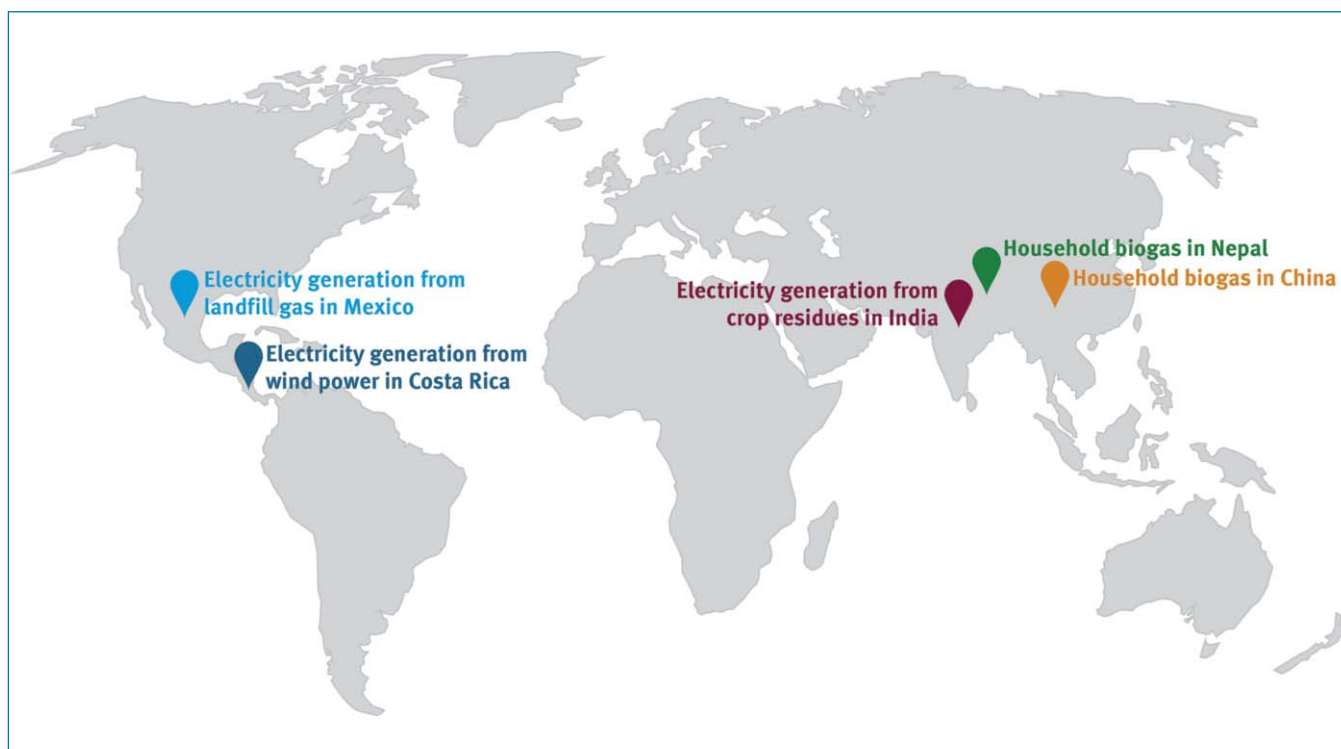 Household biogas in Nepal
Household biogas in China
Electricity generation from
landfill gas in Mexico
Electricity generation from
crop residues in India
Electricity generation from
wind power in Costa Rica